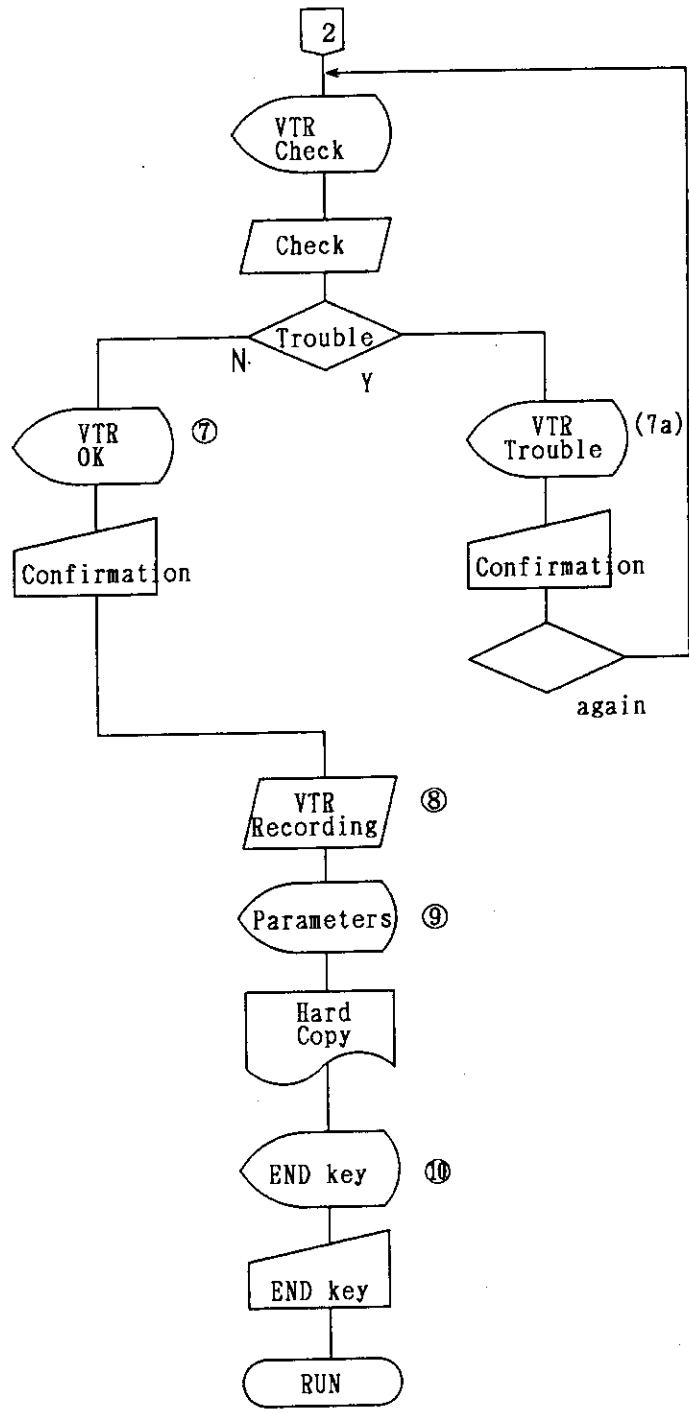 2
VTR
Check
Check
Trouble
N
Y
VTR
OK
⑦
VTR
Trouble
(7a)
Confirmation
Confirmation
again
VTR
Recording
⑧
Parameters
⑨
Hard
Copy
END key
⑩
END key
RUN